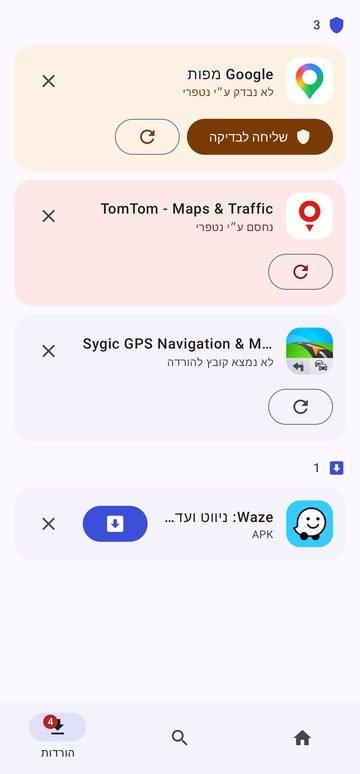 3
Google מפות
לא נבדק ע״י נטפרי
שליחה לבדיקה
TomTom - Maps & Traffic
נחסם ע״י נטפרי
Sygic GPS Navigation & M...
לא נמצא קובץ להורדה
1
Waze: ניווט ועד...
APK
4
הורדות